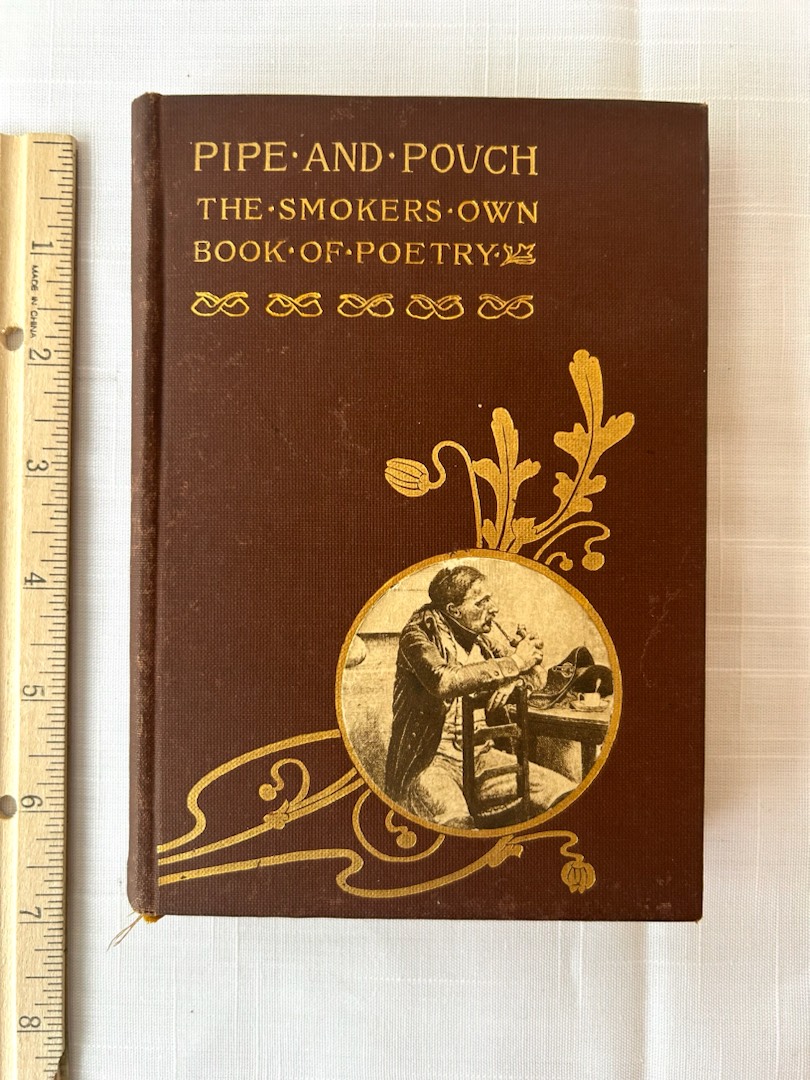 PIPE·AND·POVCH
THE·SMOKERS·OWN
BOOK·OF·POETRY·
1
MADE IN CHINA
2
3
4
5
6
7
8